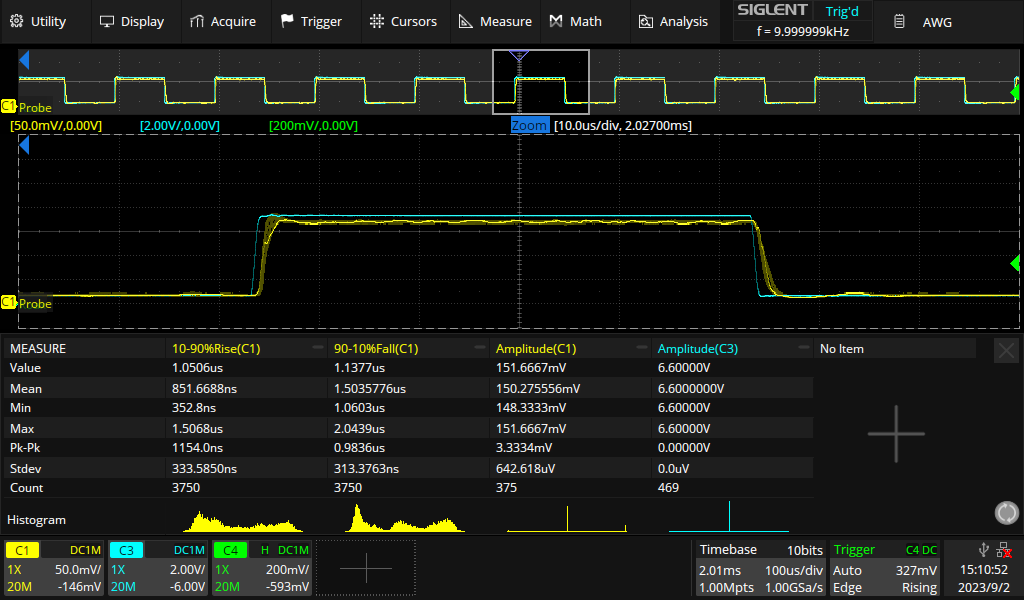 Utility Display Acquire Trigger Cursors Measure Math Analysis SIGLENT Trig'd AWG
f = 9.999999kHz
C1 Probe
[50.0mV/,0.00V] [2.00V/,0.00V] [200mV/,0.00V] Zoom [10.0us/div, 2.02700ms]
C1 Probe
MEASURE 10-90%Rise(C1) 90-10%Fall(C1) Amplitude(C1) Amplitude(C3) No Item
Value 1.0506us 1.1377us 151.6667mV 6.60000V
Mean 851.6688ns 1.5035776us 150.275556mV 6.6000000V
Min 352.8ns 1.0603us 148.3333mV 6.60000V
Max 1.5068us 2.0439us 151.6667mV 6.60000V
Pk-Pk 1154.0ns 0.9836us 3.3334mV 0.00000V
Stdev 333.5850ns 313.3763ns 642.618uV 0.0uV
Count 3750 3750 375 469
Histogram
C1 DC1M C3 DC1M C4 H DC1M Timebase 10bits Trigger C4 DC
1X 50.0mV/ 1X 2.00V/ 1X 200mV/ 2.01ms 100us/div Auto 327mV 15:10:52
20M -146mV 20M -6.00V 20M -593mV 1.00Mpts 1.00GSa/s Edge Rising 2023/9/2